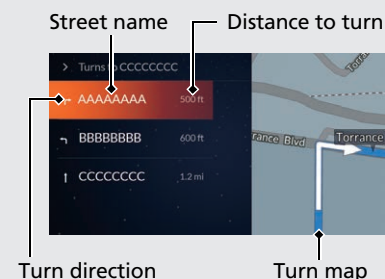 Street name
Distance to turn
> Turns to CCCCCCCC
AAAAAAAA 500 ft
BBBBBBBB 600 ft
CCCCCCCC 1.2 mi
rance Blvd
Torrance
Turn direction
Turn map